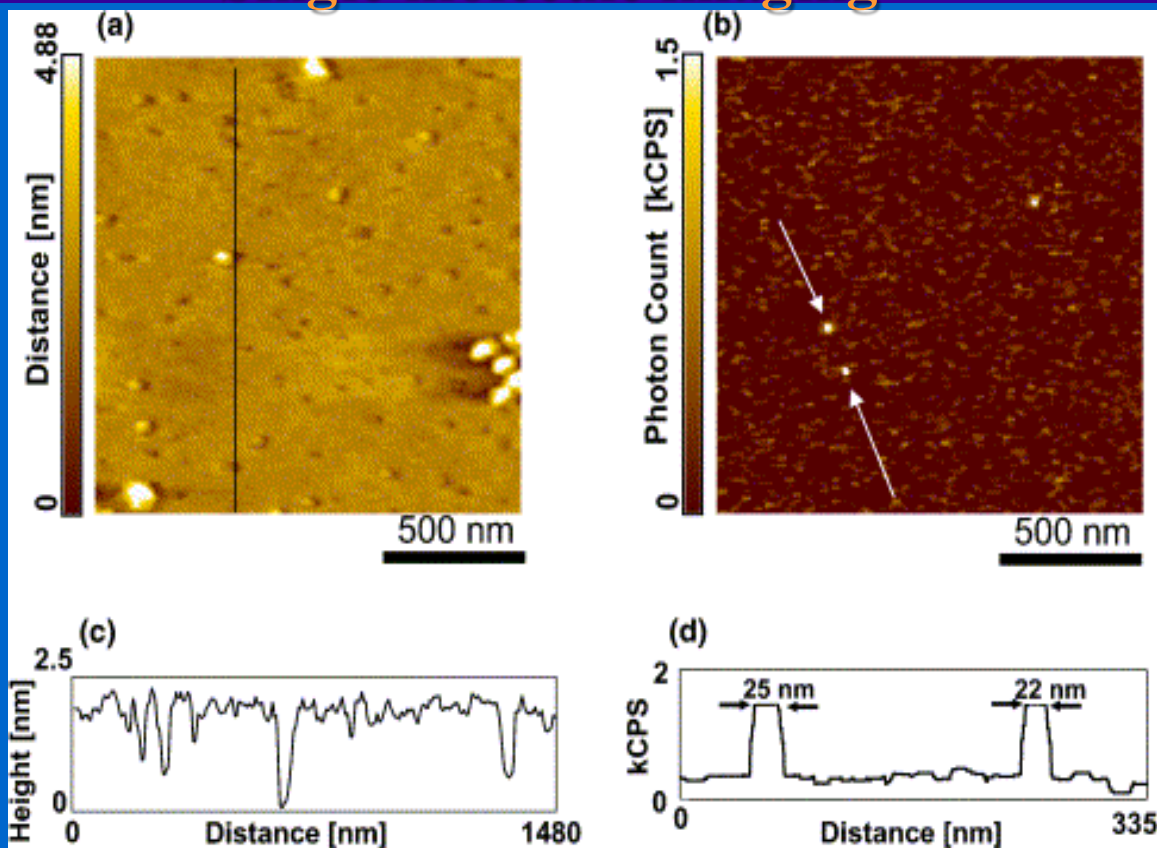 (a)
4.88
Distance [nm]
0
500 nm
(b)
1.5
Photon Count [kCPS]
0
500 nm
(c)
2.5
Height [nm]
0
0
Distance [nm]
1480
(d)
2
kCPS
0
25 nm
22 nm
0
Distance [nm]
335